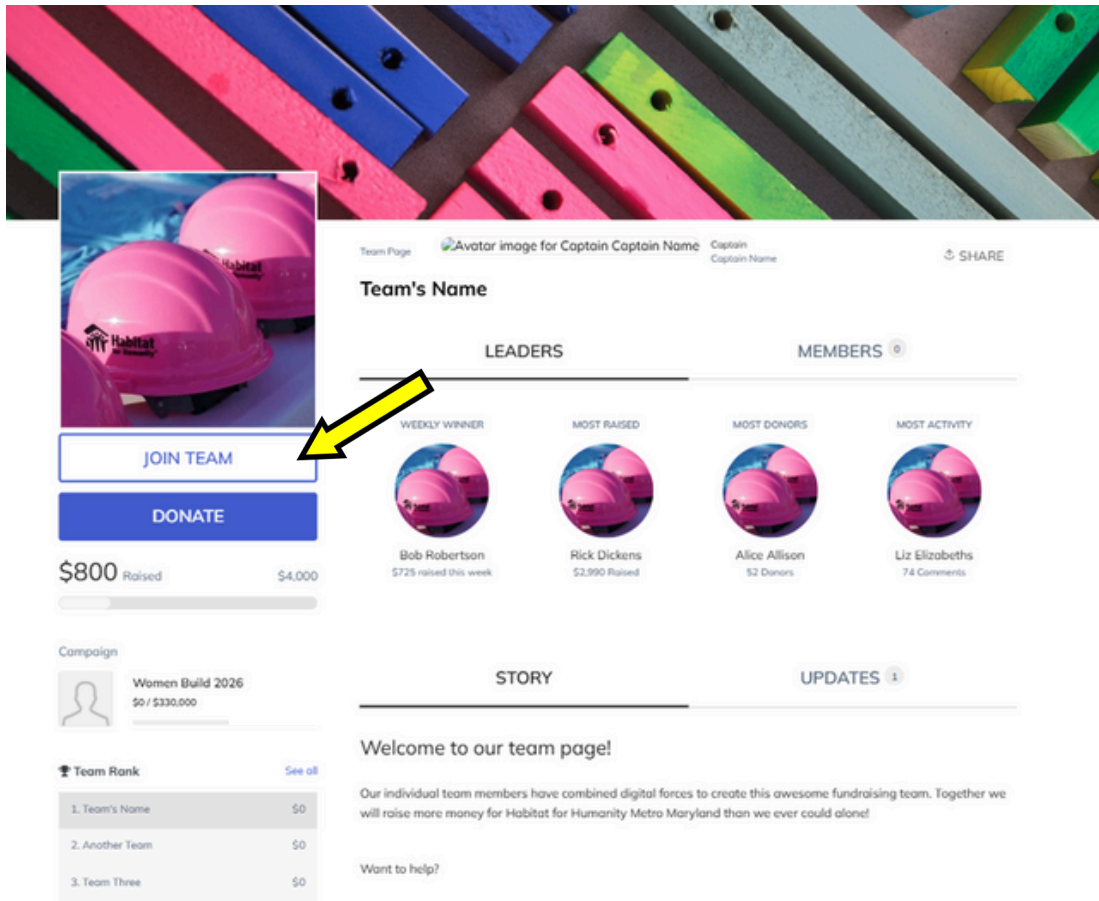 Habitat
Habitat
for Humanity
Team Page
Avatar image for Captain Captain Name
Captain
Captain Name
SHARE
Team's Name
LEADERS
MEMBERS 0
JOIN TEAM
DONATE
$800 Raised $4,000
WEEKLY WINNER
MOST RAISED
MOST DONORS
MOST ACTIVITY
Bob Robertson
$725 raised this week
Rick Dickens
$2,990 Raised
Alice Allison
52 Donors
Liz Elizabeths
74 Comments
Campaign
Women Build 2026
$0 / $330,000
Team Rank See all
1. Team's Name $0
2. Another Team $0
3. Team Three $0
STORY
UPDATES 1
Welcome to our team page!
Our individual team members have combined digital forces to create this awesome fundraising team. Together we
will raise more money for Habitat for Humanity Metro Maryland than we ever could alone!
Want to help?